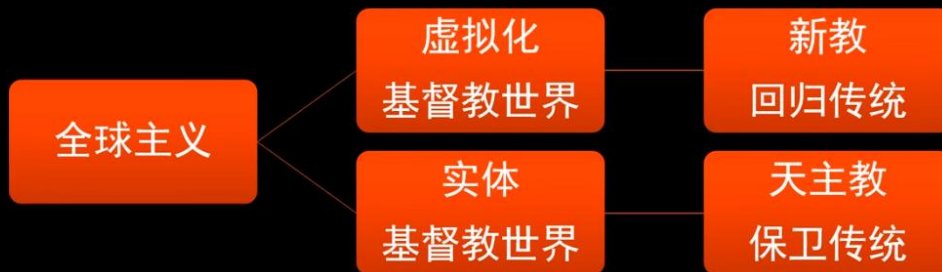 全球主义
虚拟化
基督教世界
新教
回归传统
实体
基督教世界
天主教
保卫传统